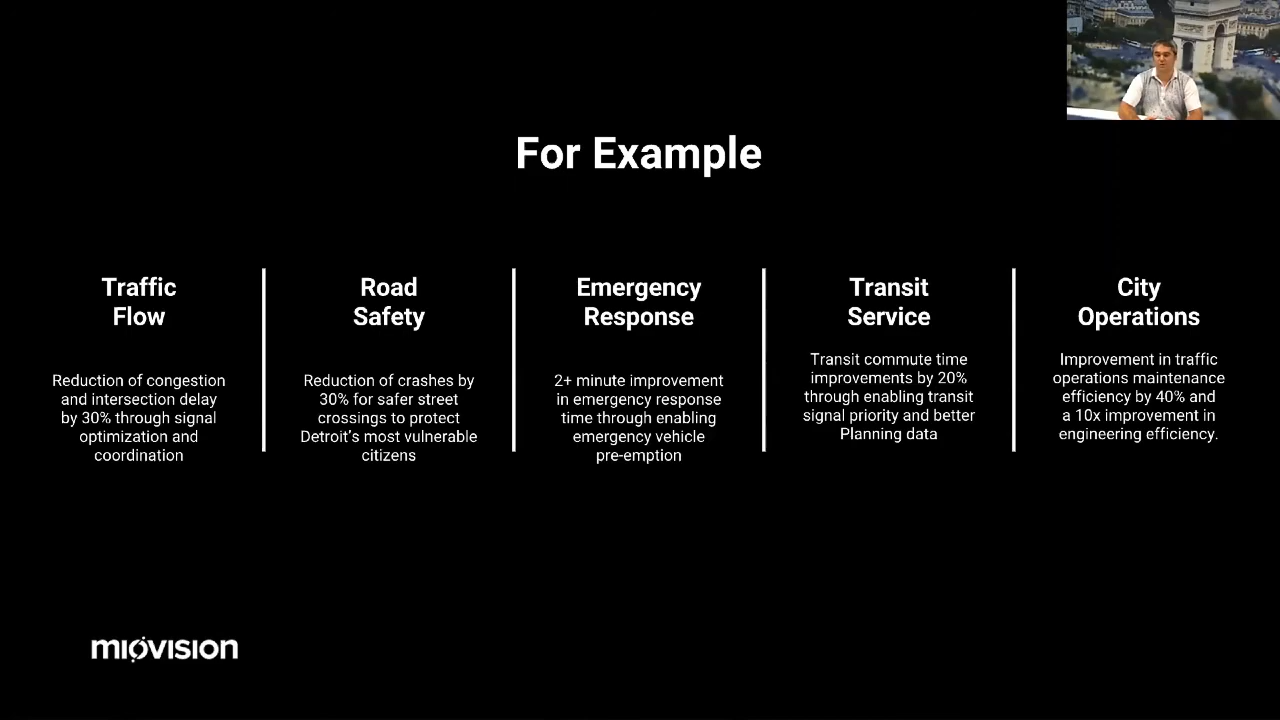 For Example
Traffic
Flow
Reduction of congestion
and intersection delay
by 30% through signal
optimization and
coordination
Road
Safety
Reduction of crashes by
30% for safer street
crossings to protect
Detroit's most vulnerable
citizens
Emergency
Response
2+ minute improvement
in emergency response
time through enabling
emergency vehicle
pre-emption
Transit
Service
Transit commute time
improvements by 20%
through enabling transit
signal priority and better
Planning data
City
Operations
Improvement in traffic
operations maintenance
efficiency by 40% and
a 10x improvement in
engineering efficiency.
miovision